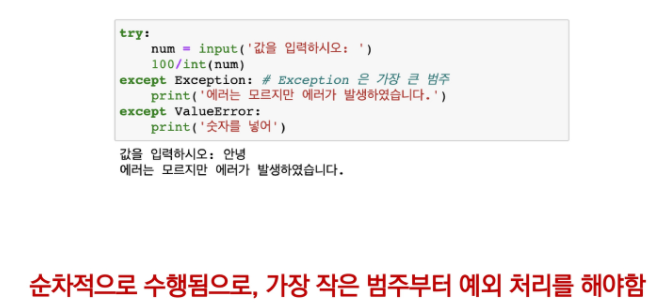 try:
    num = input('값을 입력하시오: ')
    100/int(num)
except Exception: # Exception 은 가장 큰 범주
    print('에러는 모르지만 에러가 발생하였습니다.')
except ValueError:
    print('숫자를 넣어')
값을 입력하시오: 안녕
에러는 모르지만 에러가 발생하였습니다.
순차적으로 수행됨으로, 가장 작은 범주부터 예외 처리를 해야함